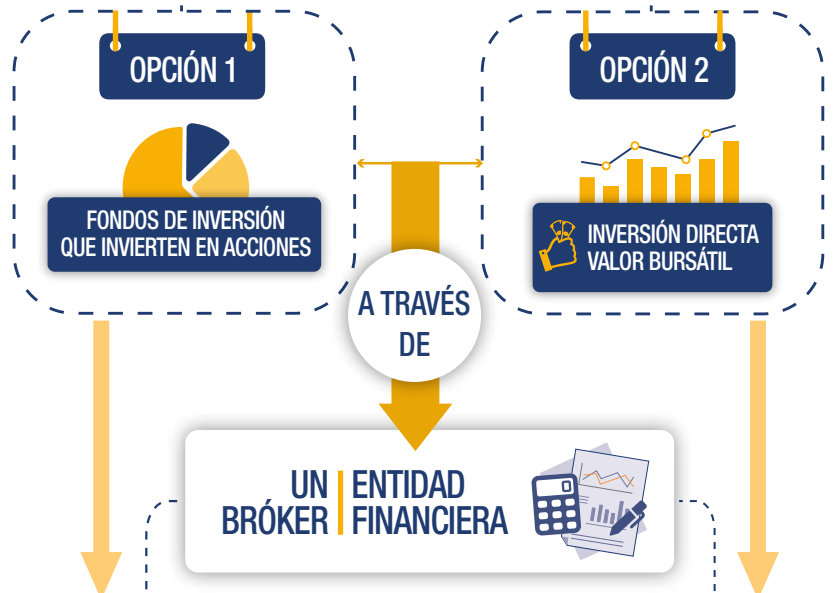 OPCIÓN 1
FONDOS DE INVERSIÓN
QUE INVIERTEN EN ACCIONES
OPCIÓN 2
INVERSIÓN DIRECTA
VALOR BURSÁTIL
A TRAVÉS
DE
UN
BRÓKER
ENTIDAD
FINANCIERA